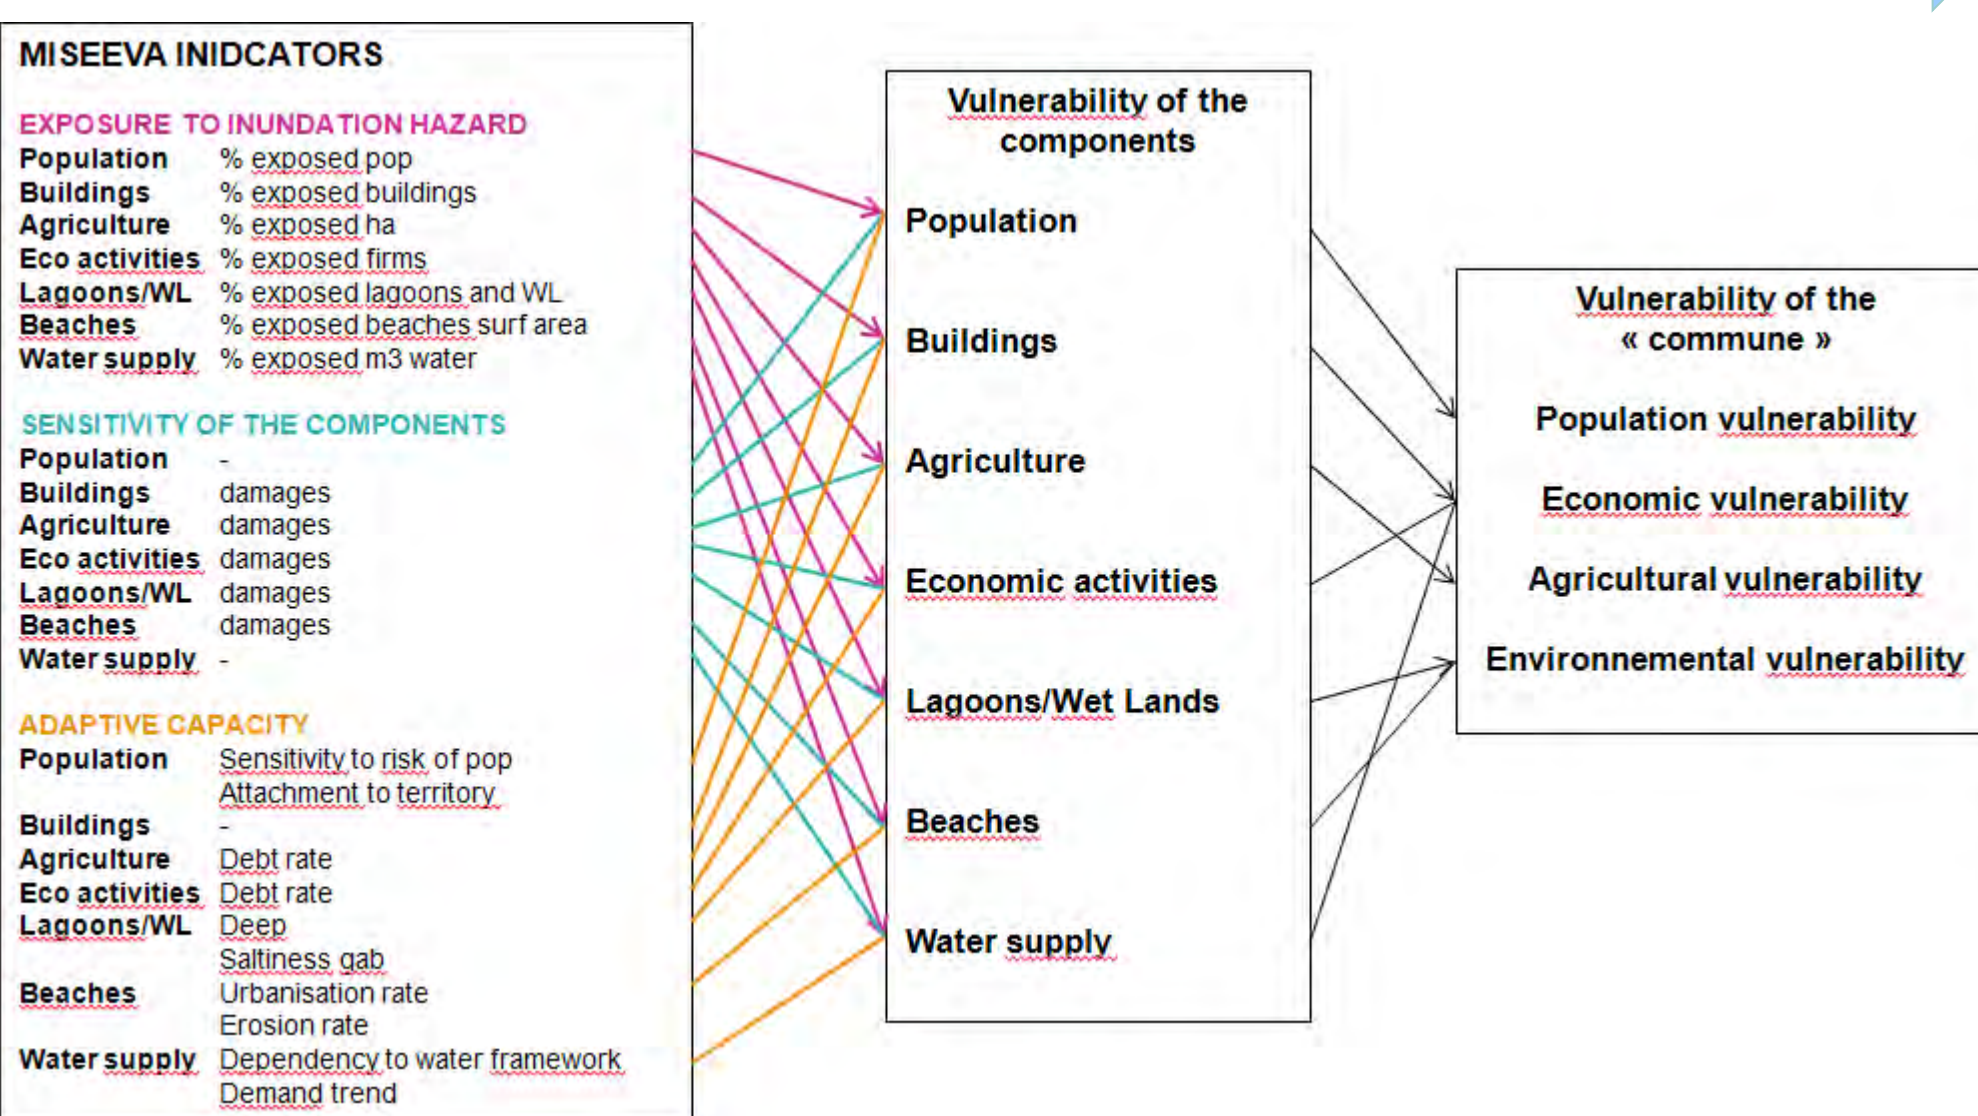 MISEEVA INIDCATORS
EXPOSURE TO INUNDATION HAZARD
Population % exposed pop
Buildings % exposed buildings
Agriculture % exposed ha
Eco activities % exposed firms
Lagoons/WL % exposed lagoons and WL
Beaches % exposed beaches surf area
Water supply % exposed m3 water
SENSITIVITY OF THE COMPONENTS
Population -
Buildings damages
Agriculture damages
Eco activities damages
Lagoons/WL damages
Beaches damages
Water supply -
ADAPTIVE CAPACITY
Population Sensitivity to risk of pop
Attachment to territory
Buildings -
Agriculture Debt rate
Eco activities Debt rate
Lagoons/WL Deep
Saltiness gab
Beaches Urbanisation rate
Erosion rate
Water supply Dependency to water framework
Demand trend
Vulnerability of the
components
Population
Buildings
Agriculture
Economic activities
Lagoons/Wet Lands
Beaches
Water supply
Vulnerability of the
« commune »
Population vulnerability
Economic vulnerability
Agricultural vulnerability
Environnemental vulnerability